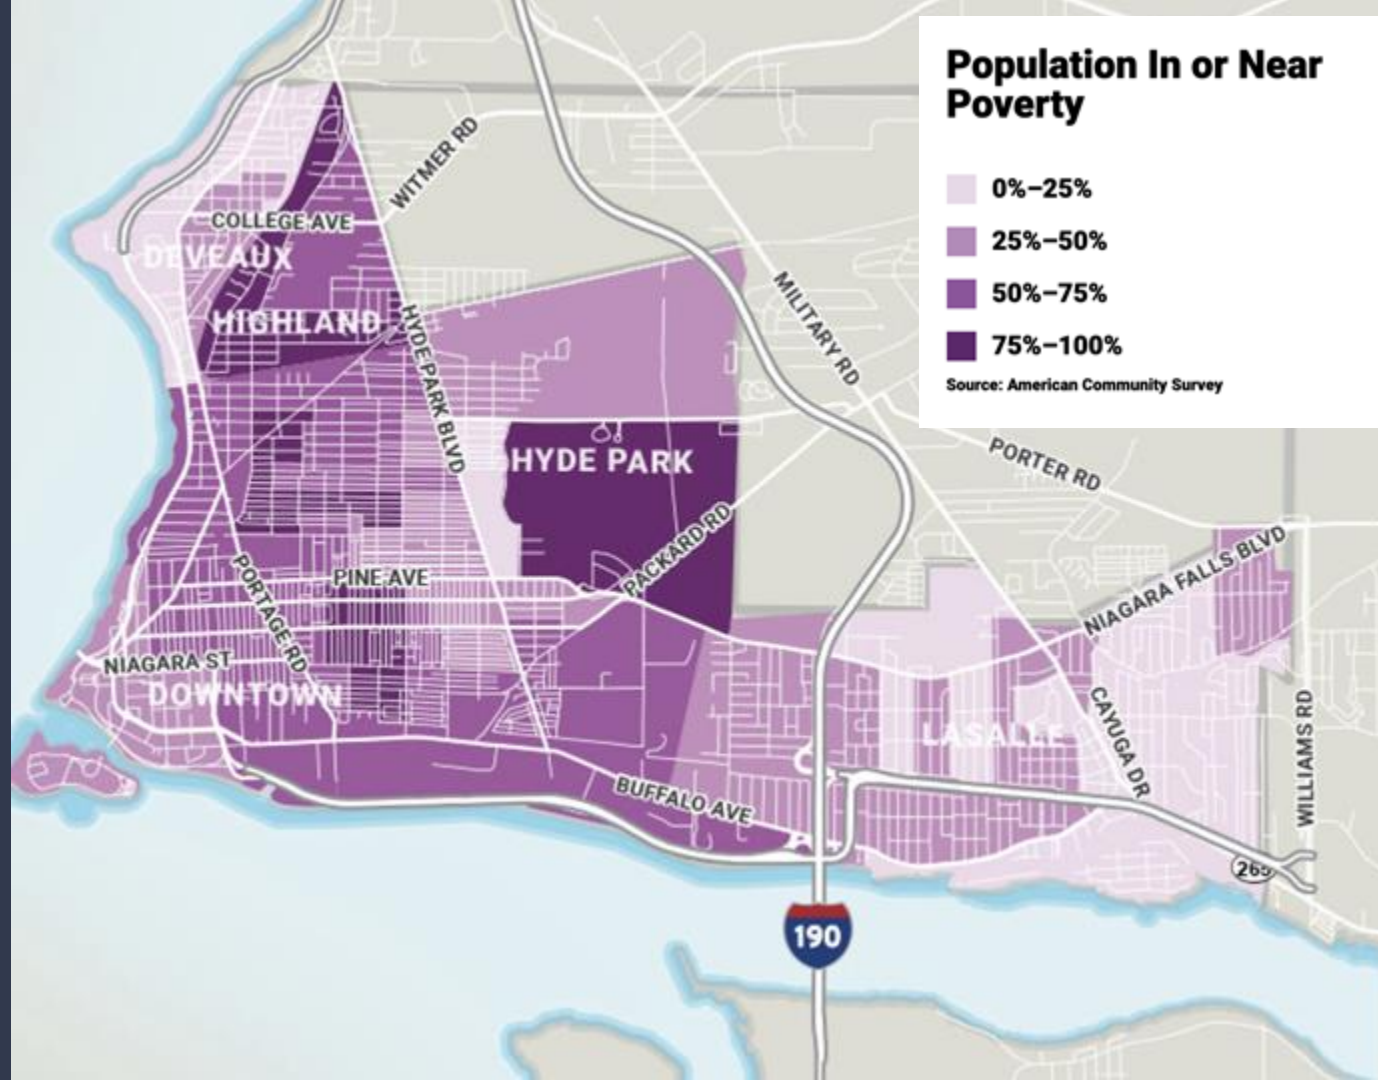 Population In or Near
Poverty
0%–25%
25%–50%
50%–75%
75%–100%
Source: American Community Survey
WITMER RD
COLLEGE AVE
DEVEAUX
HIGHLAND
HYDE PARK BLVD
MILITARY RD
HYDE PARK
PORTER RD
PACKARD RD
PINE AVE
PORTAGE RD
NIAGARA FALLS BLVD
NIAGARA ST
DOWNTOWN
LASALLE
CAYUGA DR
WILLIAMS RD
BUFFALO AVE
265
190